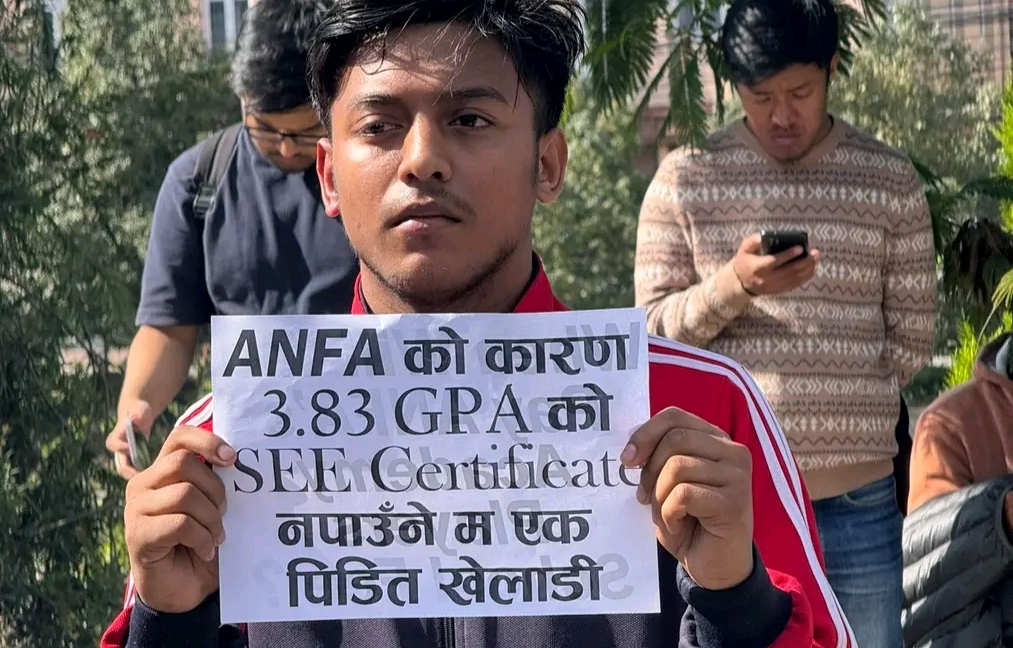 ANFA को कारण
3.83 GPA को
SEE Certificate
नपाउँने म एक
पिडित खेलाडी